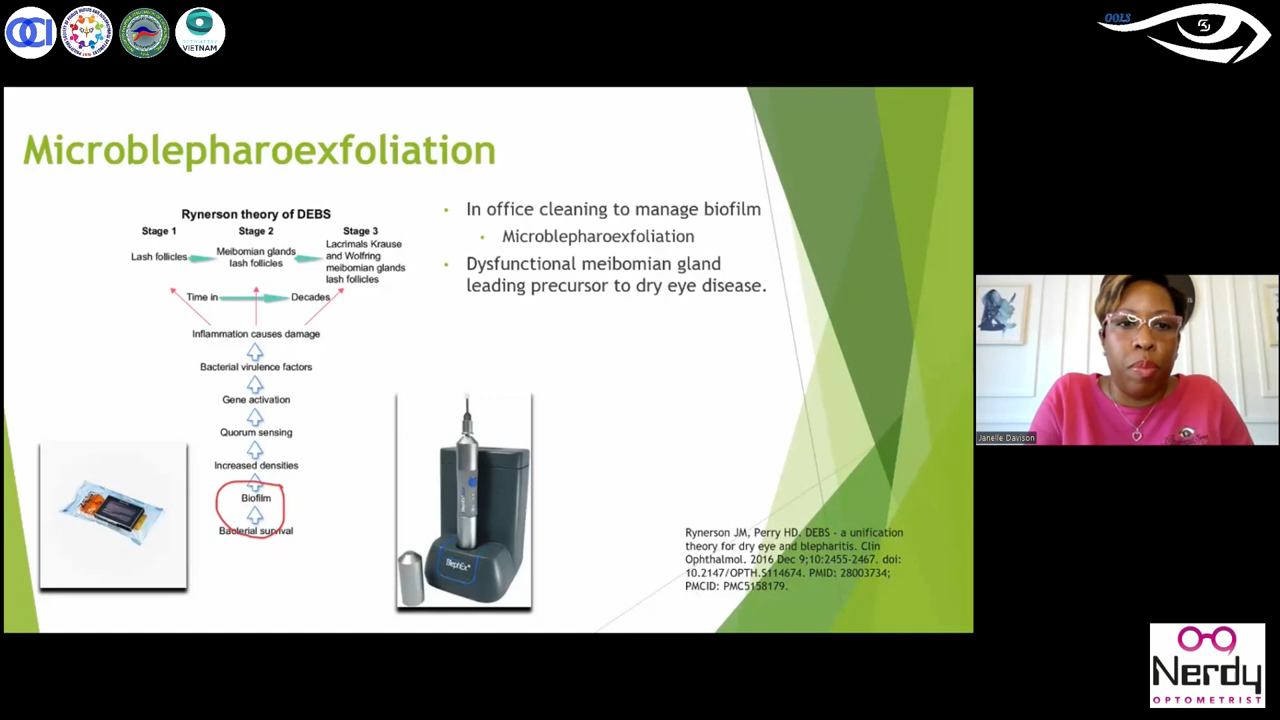 OCI
OPTOMETRY
VIETNAM
OOLS
Microblepharoexfoliation
Rynerson theory of DEBS
Stage 1
Stage 2
Stage 3
Lash follicles
Meibomian glands
lash follicles
Lacrimals Krause
and Wolfring
meibomian glands
lash follicles
Time in
Decades
Inflammation causes damage
Bacterial virulence factors
Gene activation
Quorum sensing
Increased densities
Biofilm
Bacterial survival
• In office cleaning to manage biofilm
• Microblepharoexfoliation
• Dysfunctional meibomian gland
leading precursor to dry eye disease.
BlephEx
Rynerson JM, Perry HD. DEBS - a unification
theory for dry eye and blepharitis. Clin
Ophthalmol. 2016 Dec 9;10:2455-2467. doi:
10.2147/OPTH.S114674. PMID: 28003734;
PMCID: PMC5158179.
Janelle Davison
Nerdy
OPTOMETRIST